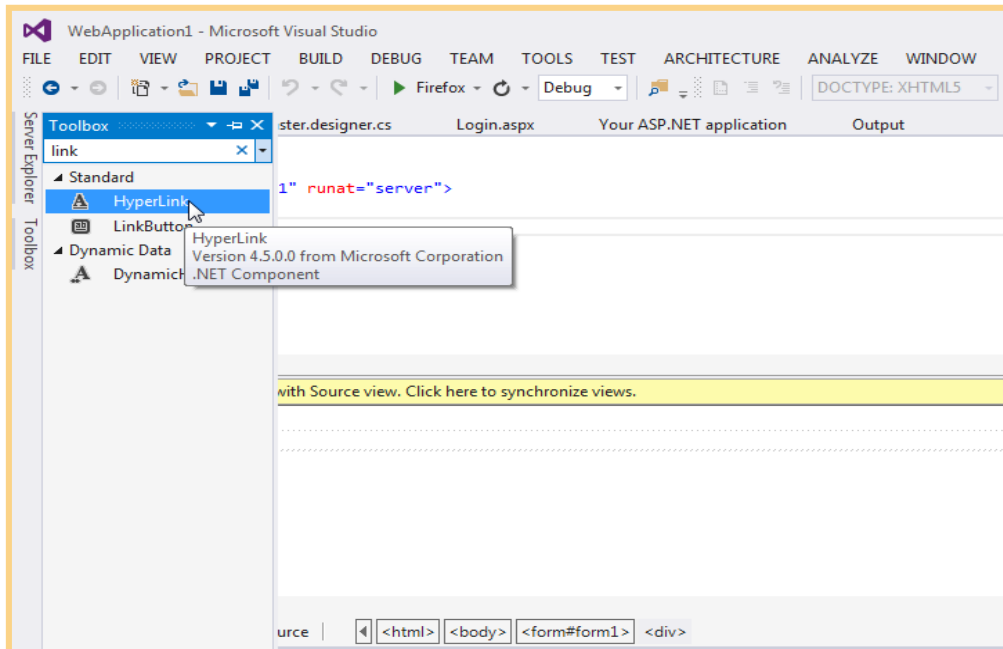 WebApplication1 - Microsoft Visual Studio
FILE EDIT VIEW PROJECT BUILD DEBUG TEAM TOOLS TEST ARCHITECTURE ANALYZE WINDOW
Firefox Debug DOCTYPE: XHTML5
Server Explorer
Toolbox
Toolbox
ster.designer.cs Login.aspx Your ASP.NET application Output
link
Standard
1" runat="server">
HyperLink
LinkButton
HyperLink
Version 4.5.0.0 from Microsoft Corporation
.NET Component
Dynamic Data
DynamicH
with Source view. Click here to synchronize views.
urce <html> <body> <form#form1> <div>